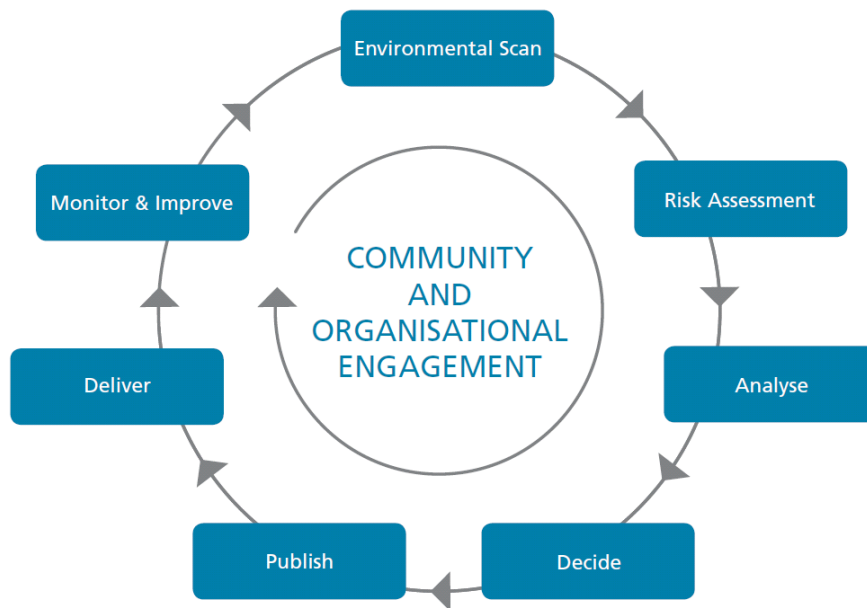 Environmental Scan
Risk Assessment
Analyse
Decide
Publish
Deliver
Monitor & Improve
COMMUNITY
AND
ORGANISATIONAL
ENGAGEMENT